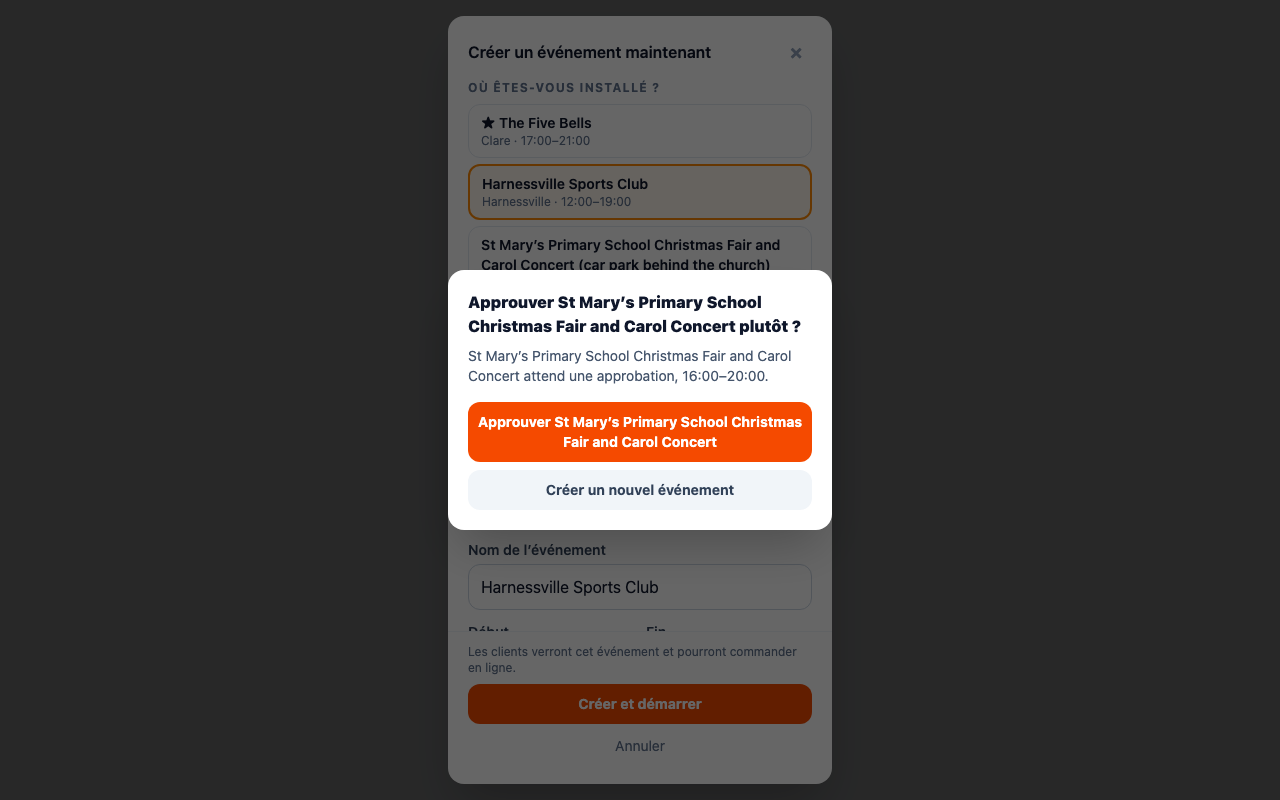 Créer un événement maintenant
OÙ ÊTES-VOUS INSTALLÉ ?
★ The Five Bells
Clare · 17:00–21:00
Harnessville Sports Club
Harnessville · 12:00–19:00
St Mary’s Primary School Christmas Fair and
Carol Concert (car park behind the church)
Approuver St Mary’s Primary School
Christmas Fair and Carol Concert plutôt ?
St Mary’s Primary School Christmas Fair and Carol
Concert attend une approbation, 16:00–20:00.
Approuver St Mary’s Primary School Christmas
Fair and Carol Concert
Créer un nouvel événement
Nom de l’événement
Harnessville Sports Club
Début Fin
Les clients verront cet événement et pourront commander
en ligne.
Créer et démarrer
Annuler